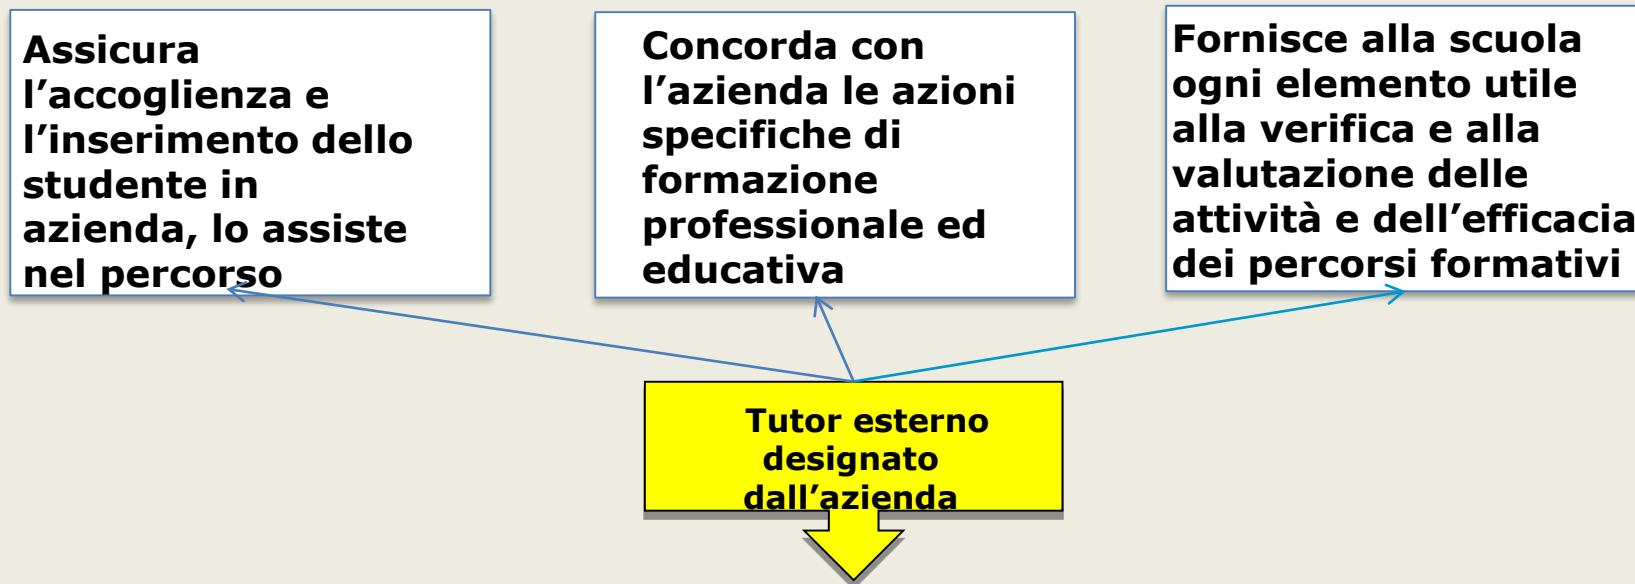 Assicura
l’accoglienza e
l’inserimento dello
studente in
azienda, lo assiste
nel percorso
Concorda con
l’azienda le azioni
specifiche di
formazione
professionale ed
educativa
Fornisce alla scuola
ogni elemento utile
alla verifica e alla
valutazione delle
attività e dell’efficacia
dei percorsi formativi
Tutor esterno
designato
dall’azienda